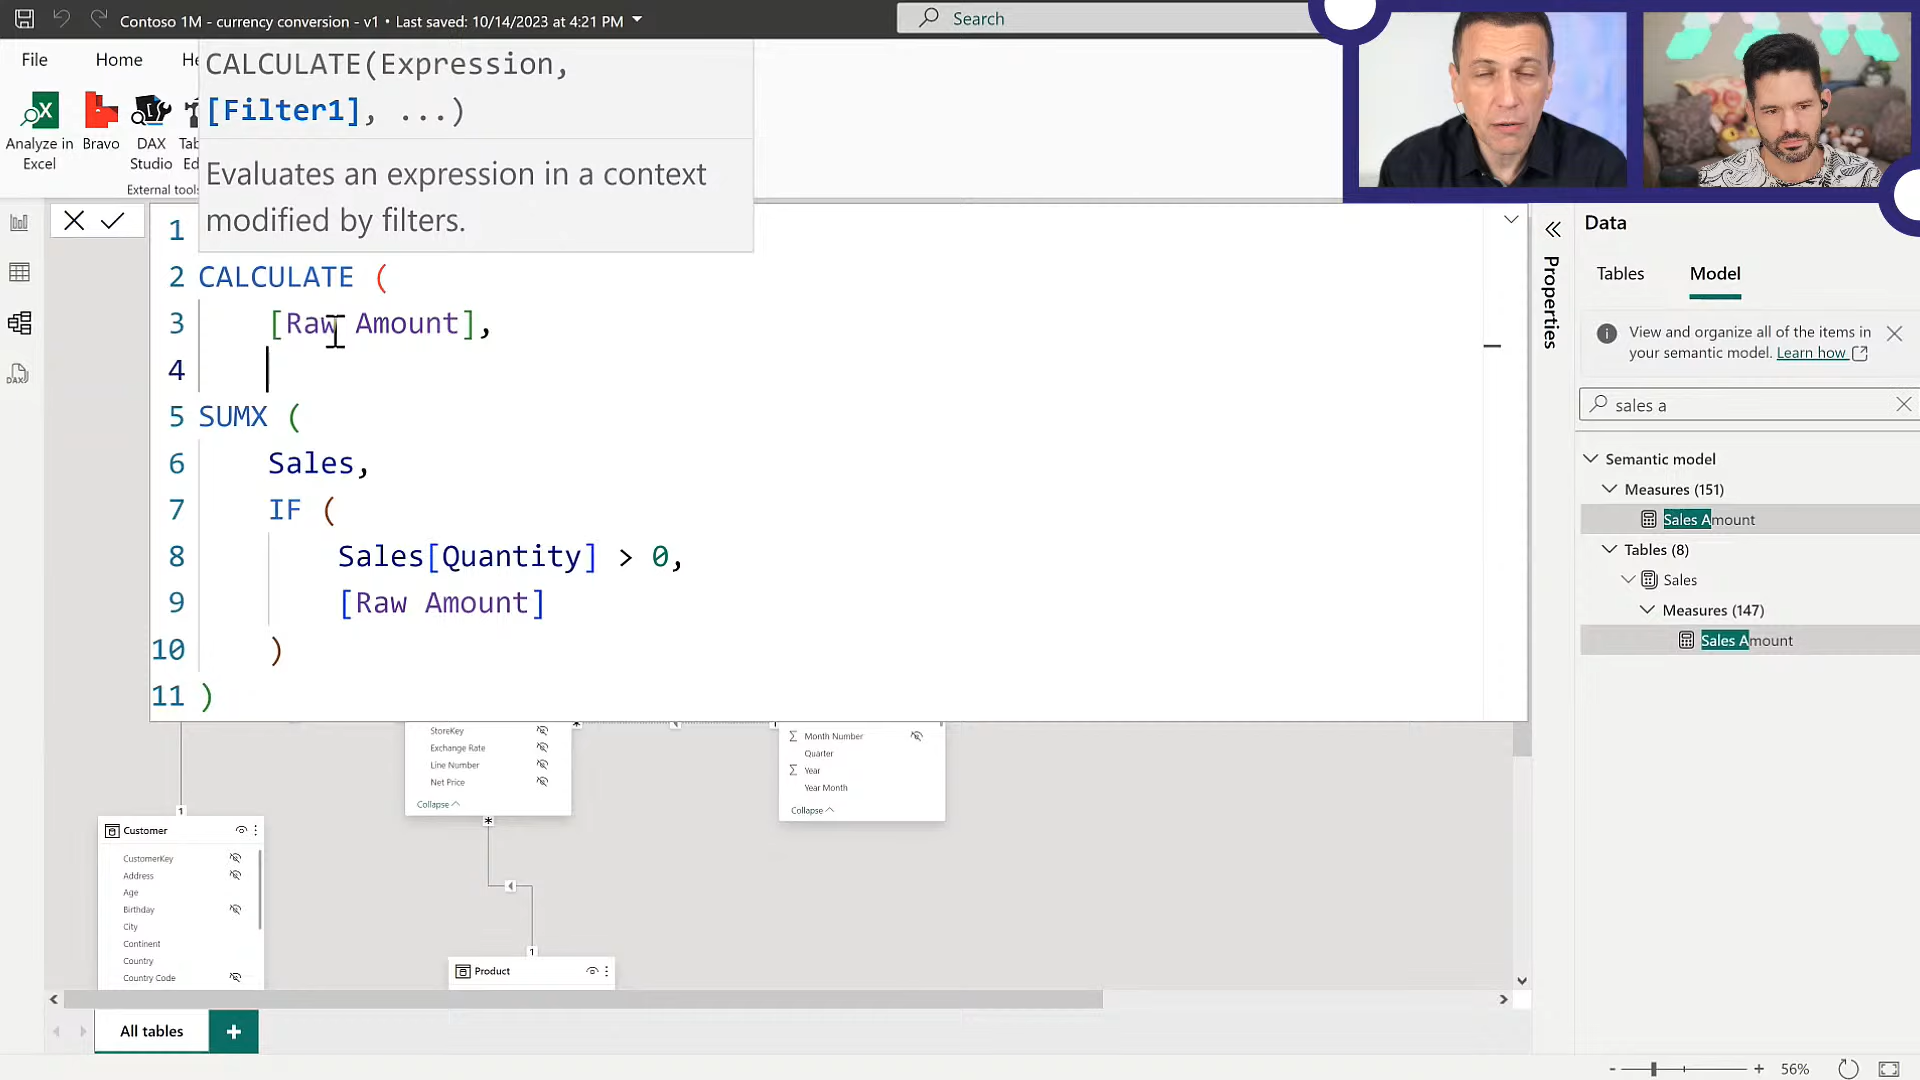 Contoso 1M - currency conversion - v1 • Last saved: 10/14/2023 at 4:21 PM
Search
File
Home
He
Analyze in
Excel
Bravo
DAX
Studio
Tab
Ed
External tools
CALCULATE(Expression,
[Filter1], ...)
Evaluates an expression in a context
modified by filters.
1
2 CALCULATE (
3 [Raw Amount],
4
5 SUMX (
6 Sales,
7 IF (
8 Sales[Quantity] > 0,
9 [Raw Amount]
10 )
11 )
Properties
Data
Tables
Model
View and organize all of the items in
your semantic model. Learn how
sales a
Semantic model
Measures (151)
Sales Amount
Tables (8)
Sales
Measures (147)
Sales Amount
StoreKey
Exchange Rate
Line Number
Net Price
Collapse
Month Number
Quarter
Year
Year Month
Collapse
*
1
*
1
Customer
CustomerKey
Address
Age
Birthday
City
Continent
Country
Country Code
Product
All tables
+
- + 56%